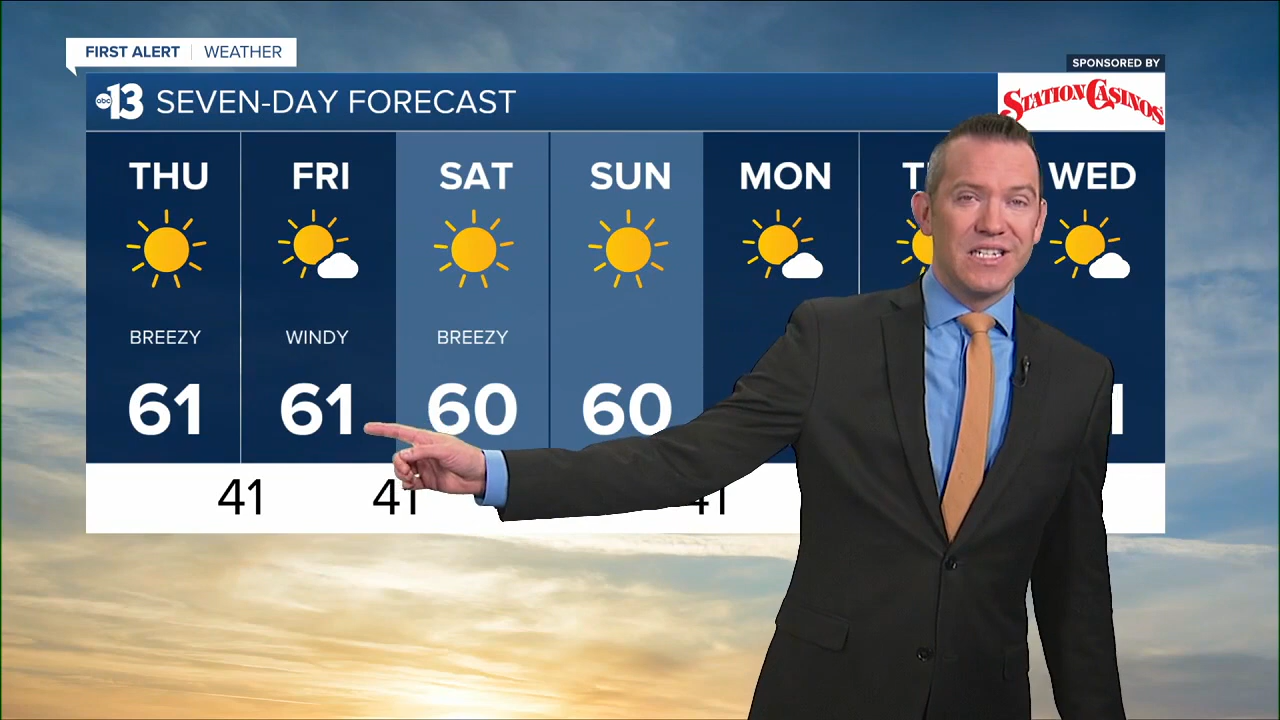 FIRST ALERT WEATHER
SPONSORED BY
abc 13 SEVEN-DAY FORECAST
STATION CASINOS
THU FRI SAT SUN MON WED
BREEZY WINDY BREEZY
61 61 60 60
41 41 41